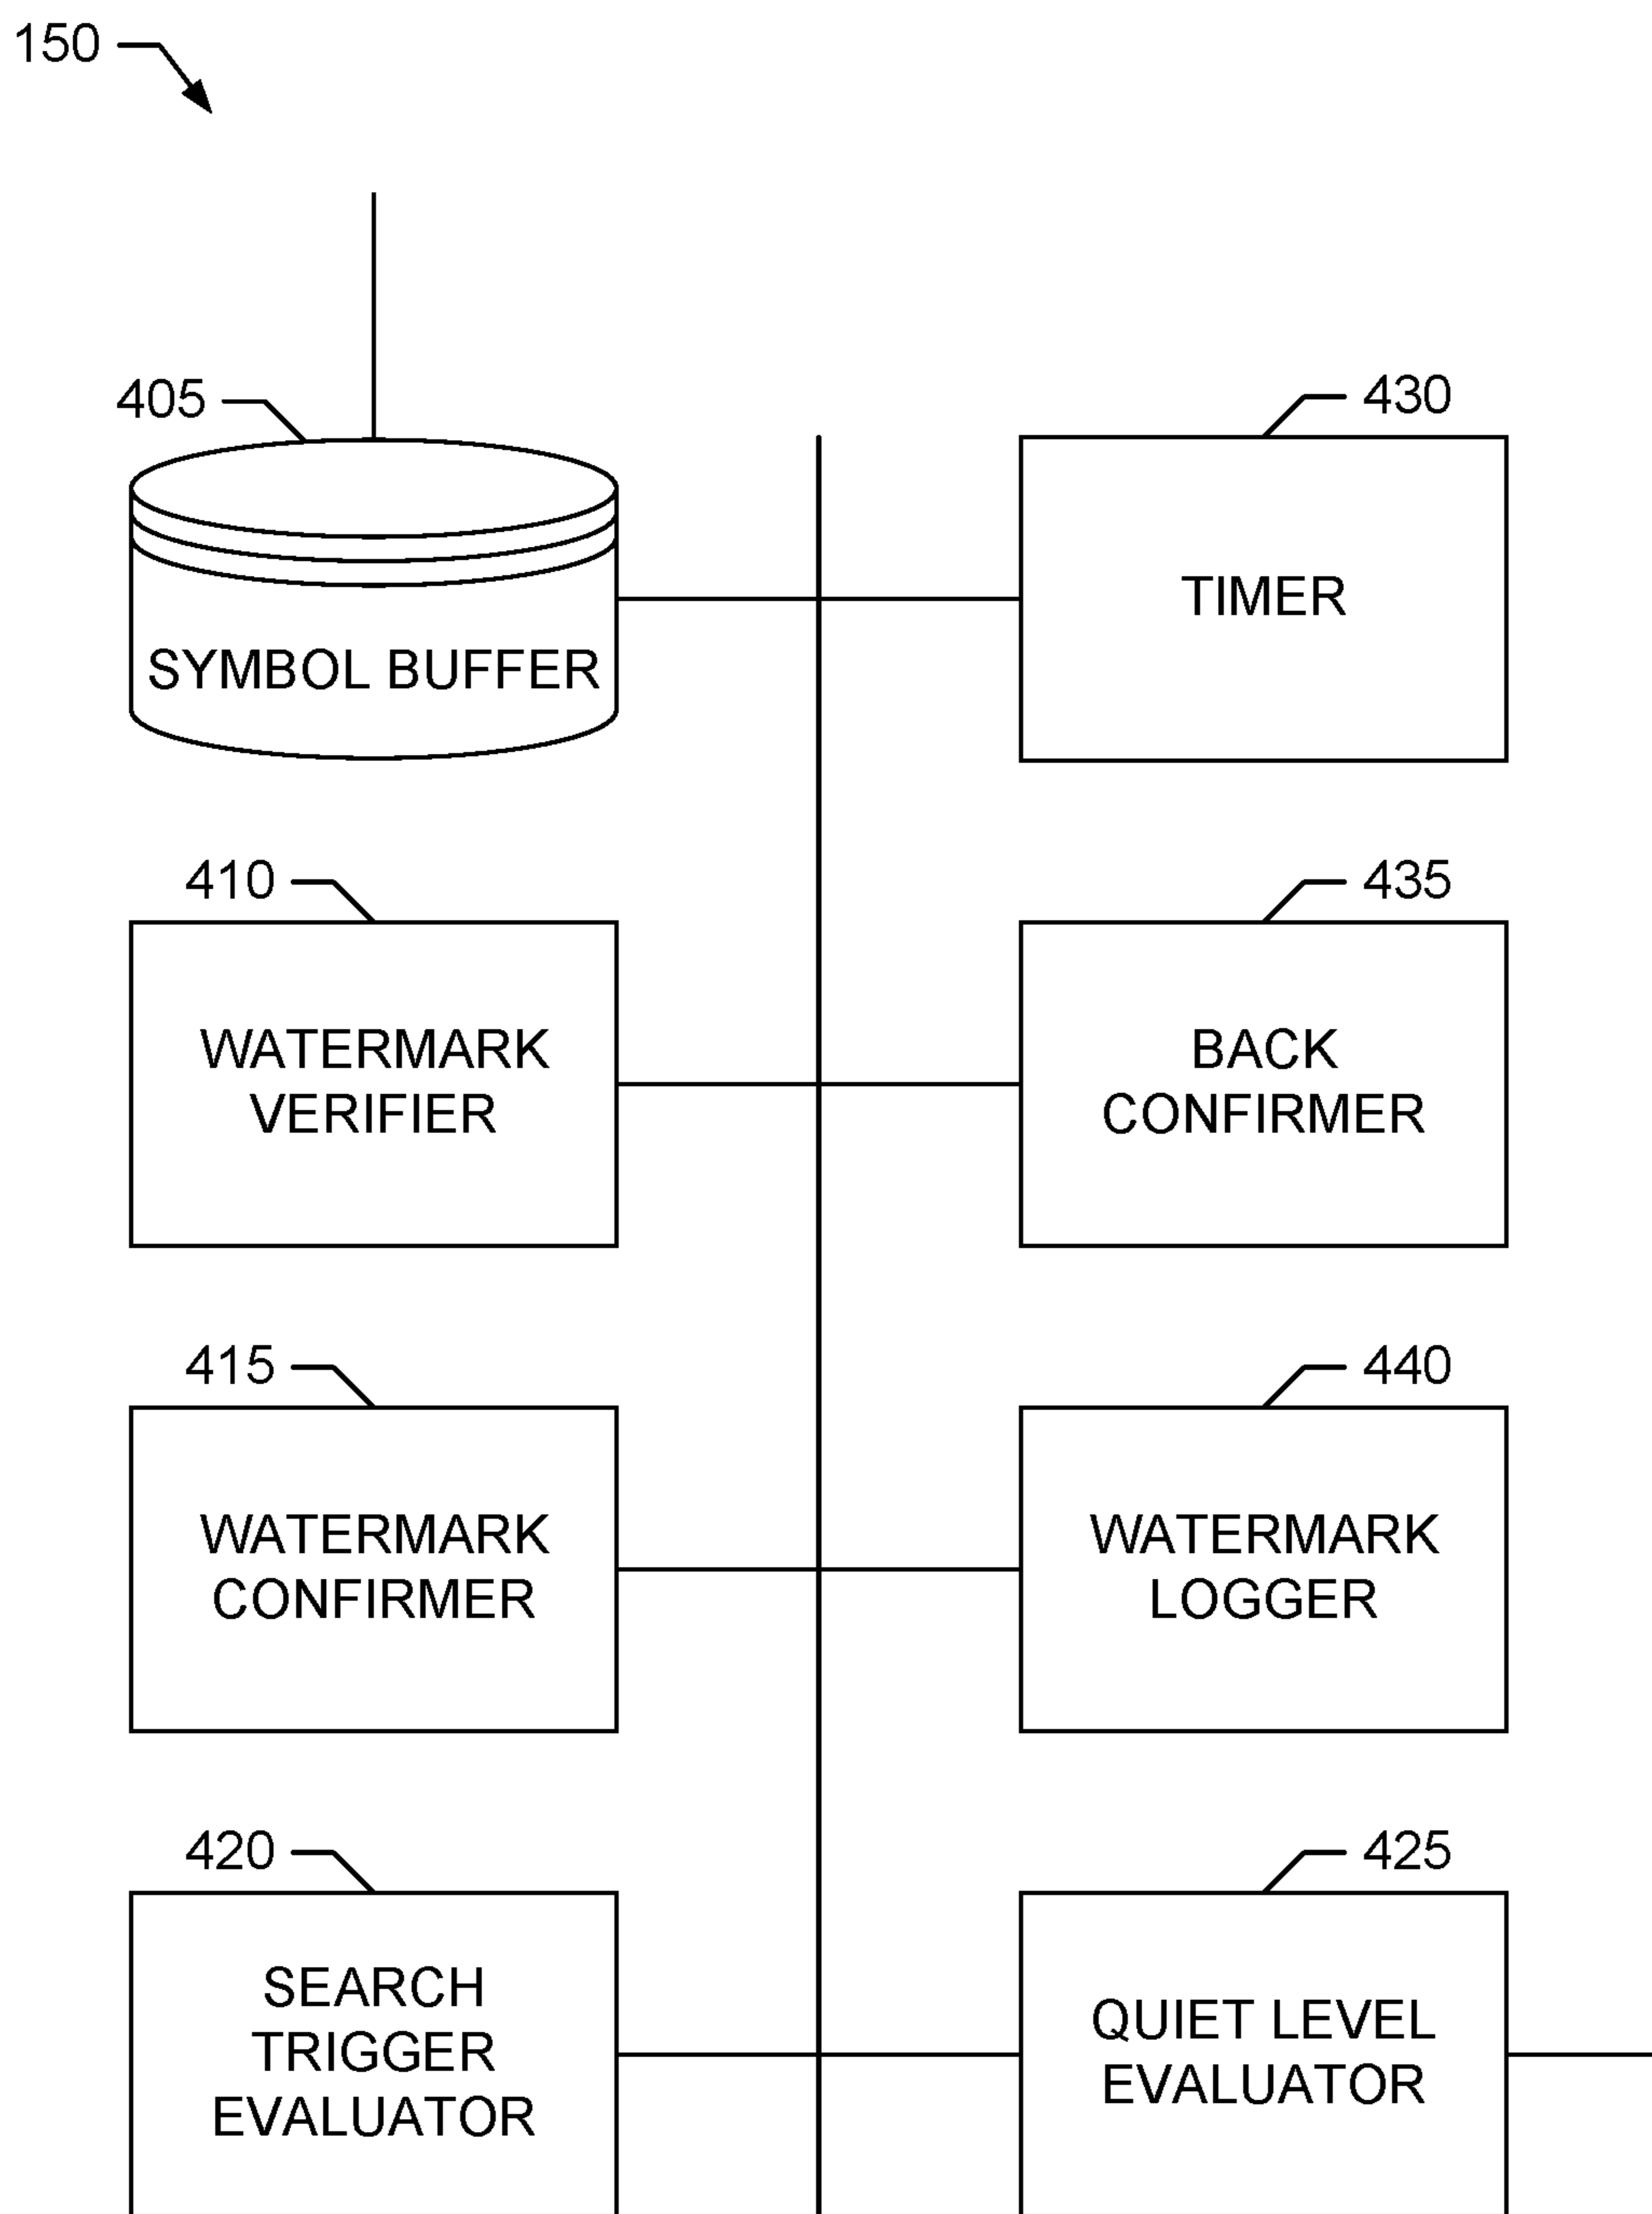 150
405
SYMBOL BUFFER
430
TIMER
410
WATERMARK
VERIFIER
435
BACK
CONFIRMER
415
WATERMARK
CONFIRMER
440
WATERMARK
LOGGER
420
SEARCH
TRIGGER
EVALUATOR
425
QUIET LEVEL
EVALUATOR